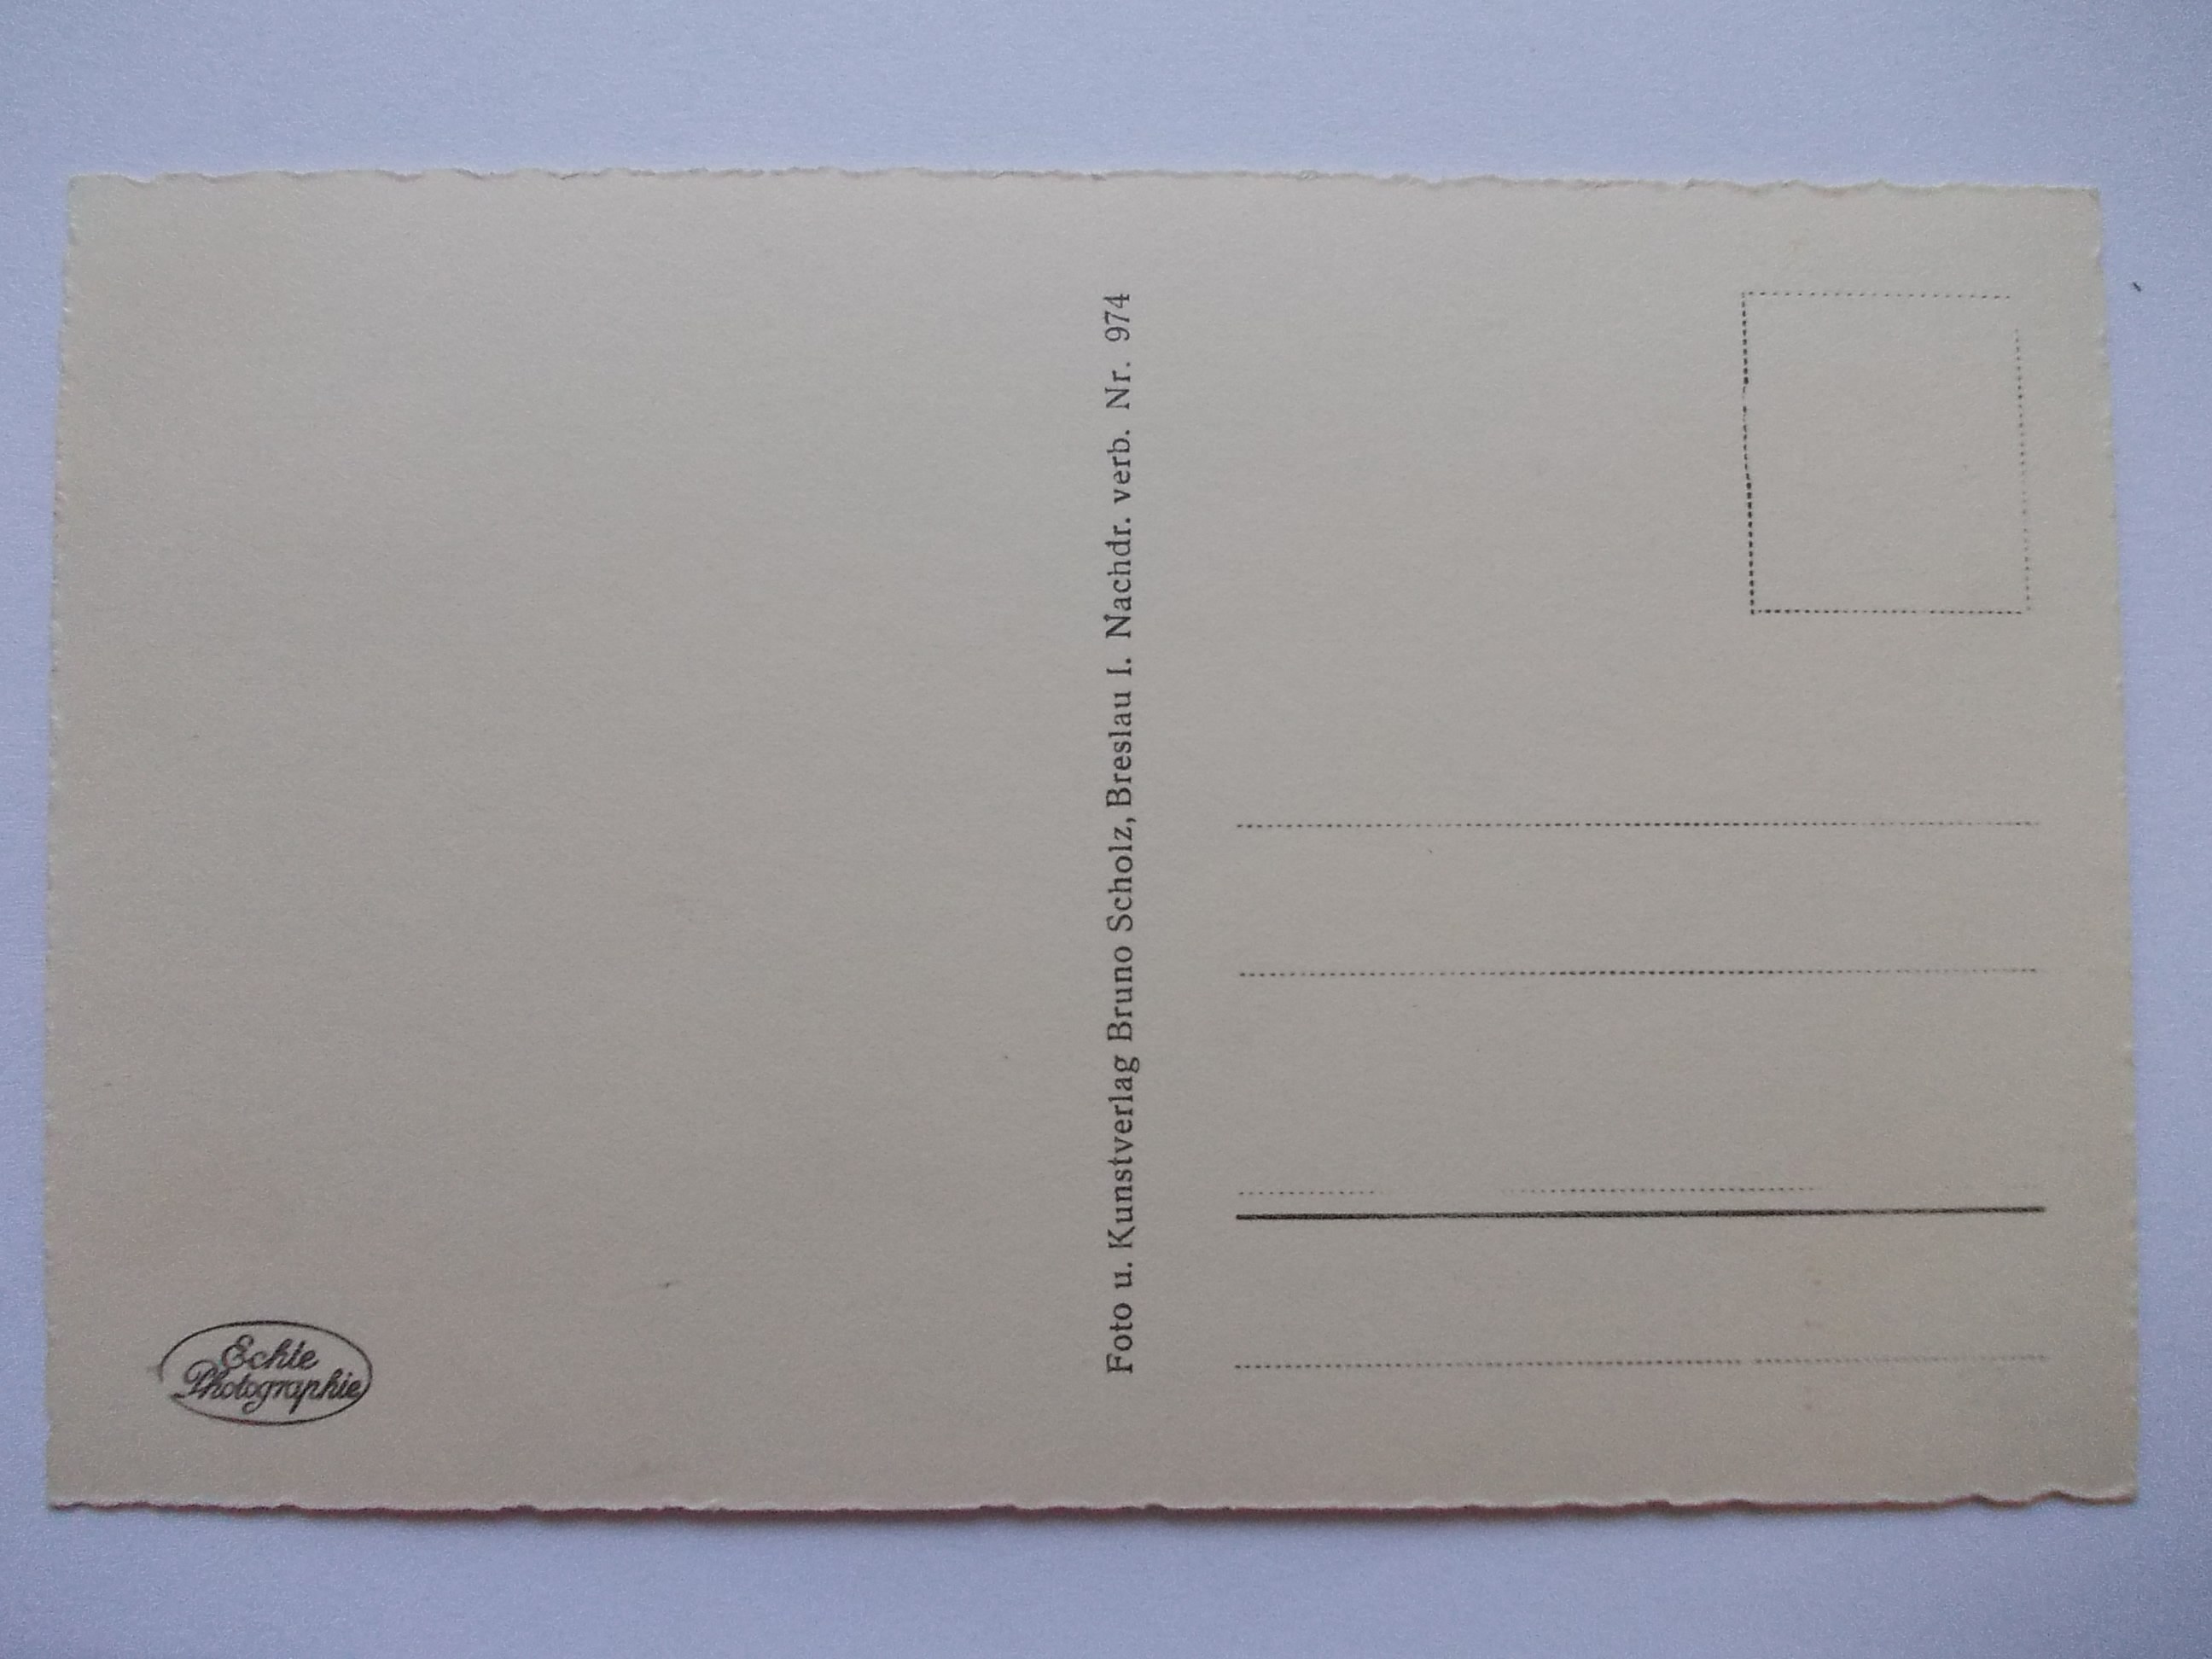 Foto u. Kunstverlag Bruno Scholz, Breslau I. Nachdr. verb. Nr. 974
Echte
Photographie